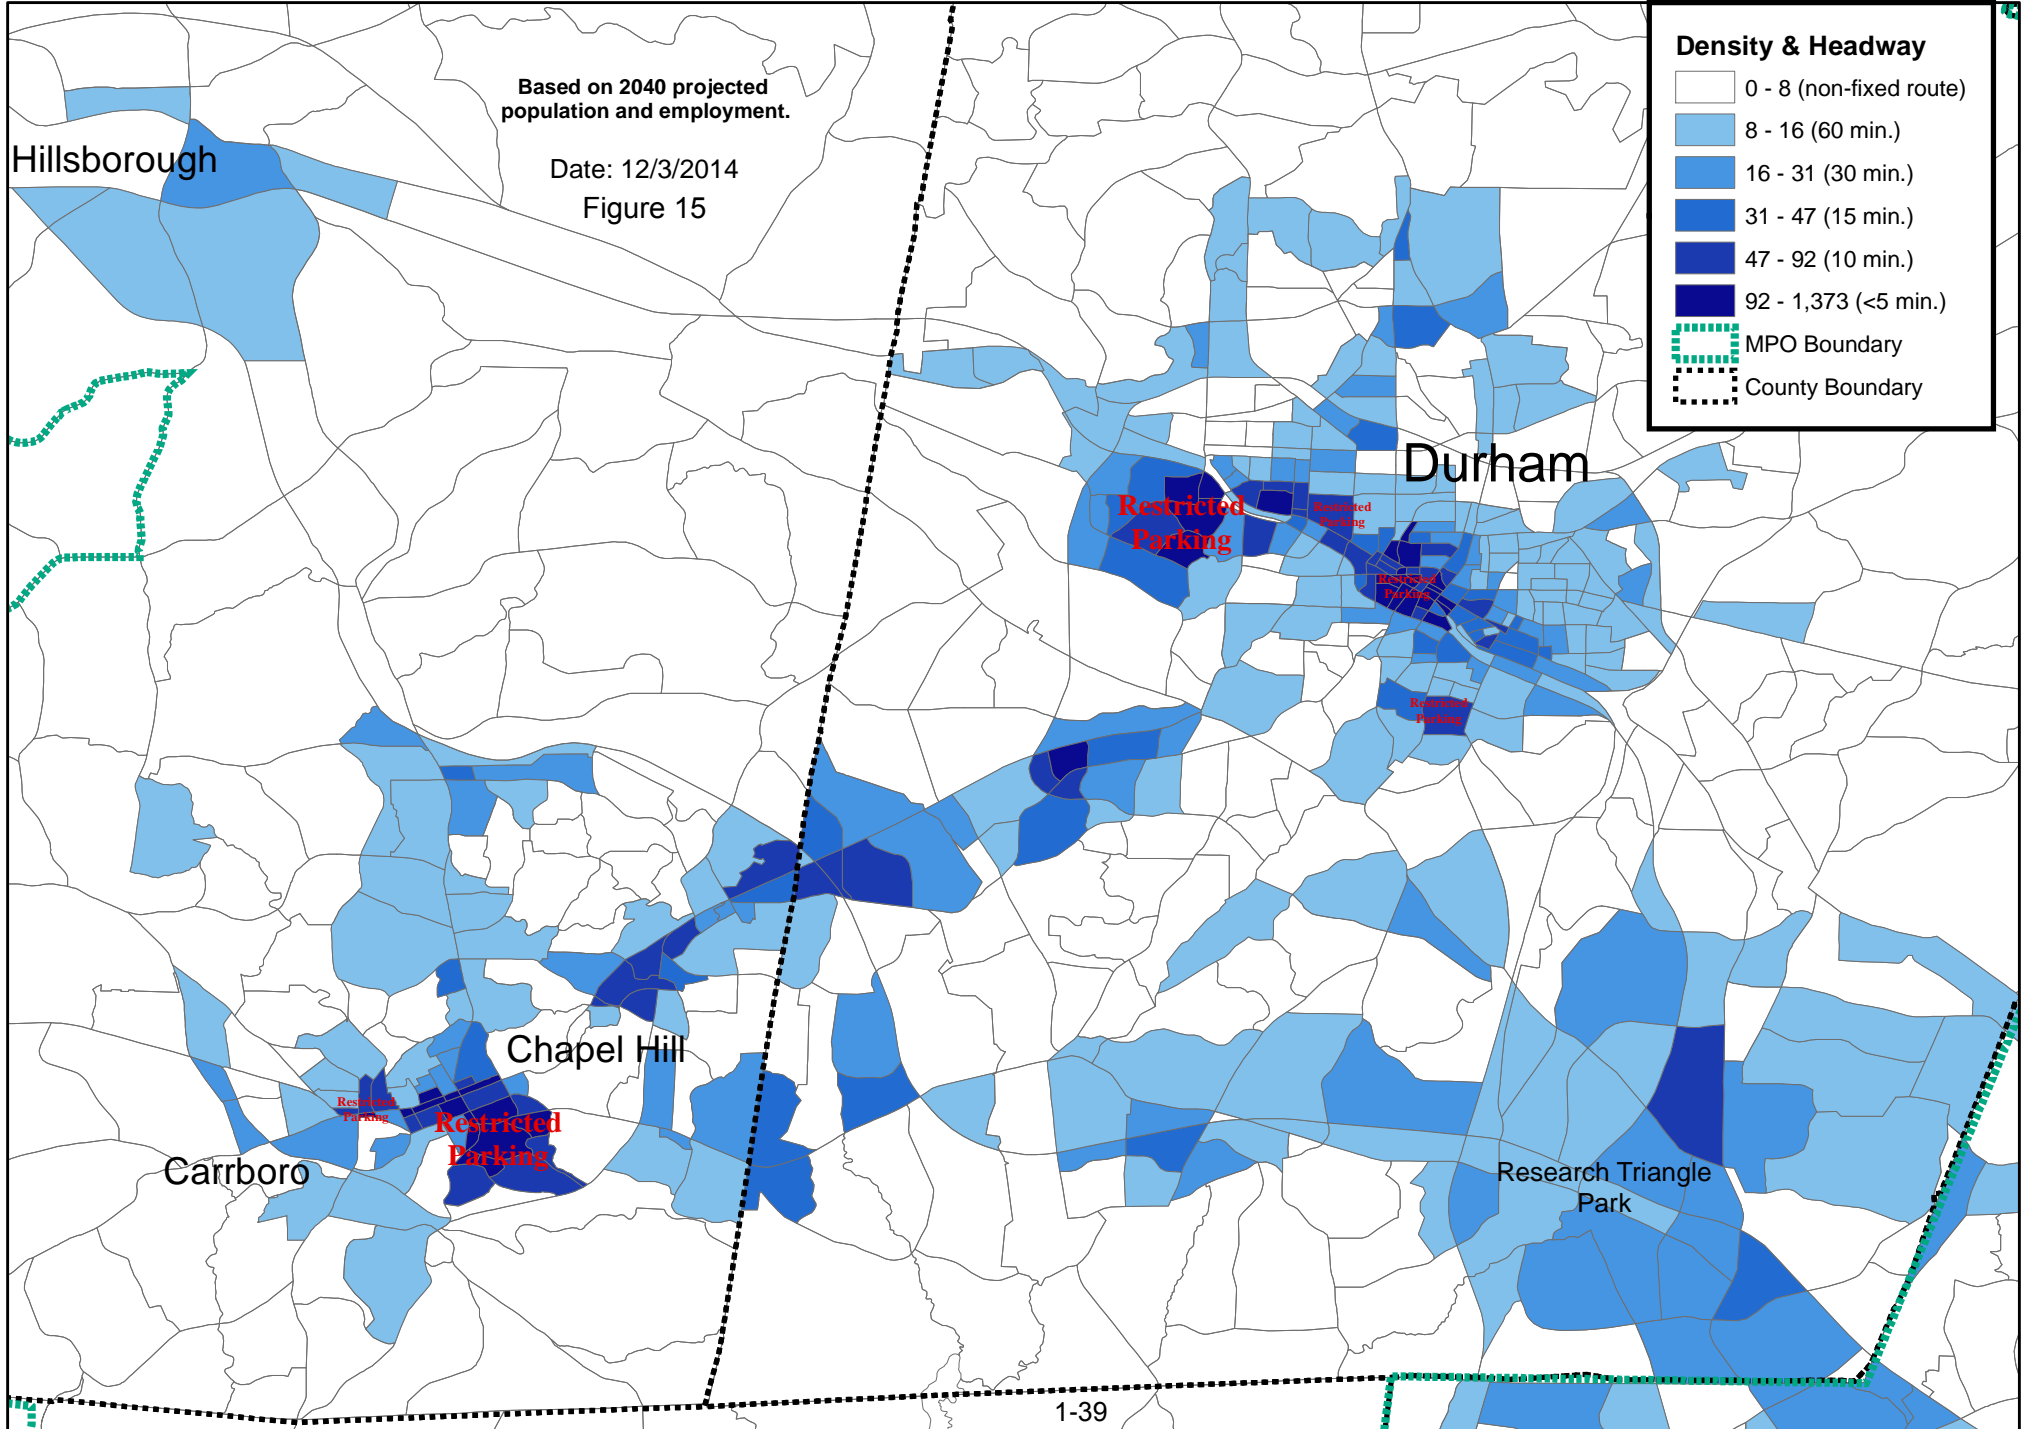 Based on 2040 projected
population and employment.
Date: 12/3/2014
Figure 15
Density & Headway
0 - 8 (non-fixed route)
8 - 16 (60 min.)
16 - 31 (30 min.)
31 - 47 (15 min.)
47 - 92 (10 min.)
92 - 1,373 (<5 min.)
MPO Boundary
County Boundary
Hillsborough
Durham
Restricted
Parking
Restricted
Parking
Restricted
Parking
Restricted
Parking
Chapel Hill
Restricted
Parking
Restricted
Parking
Carrboro
Research Triangle
Park
1-39